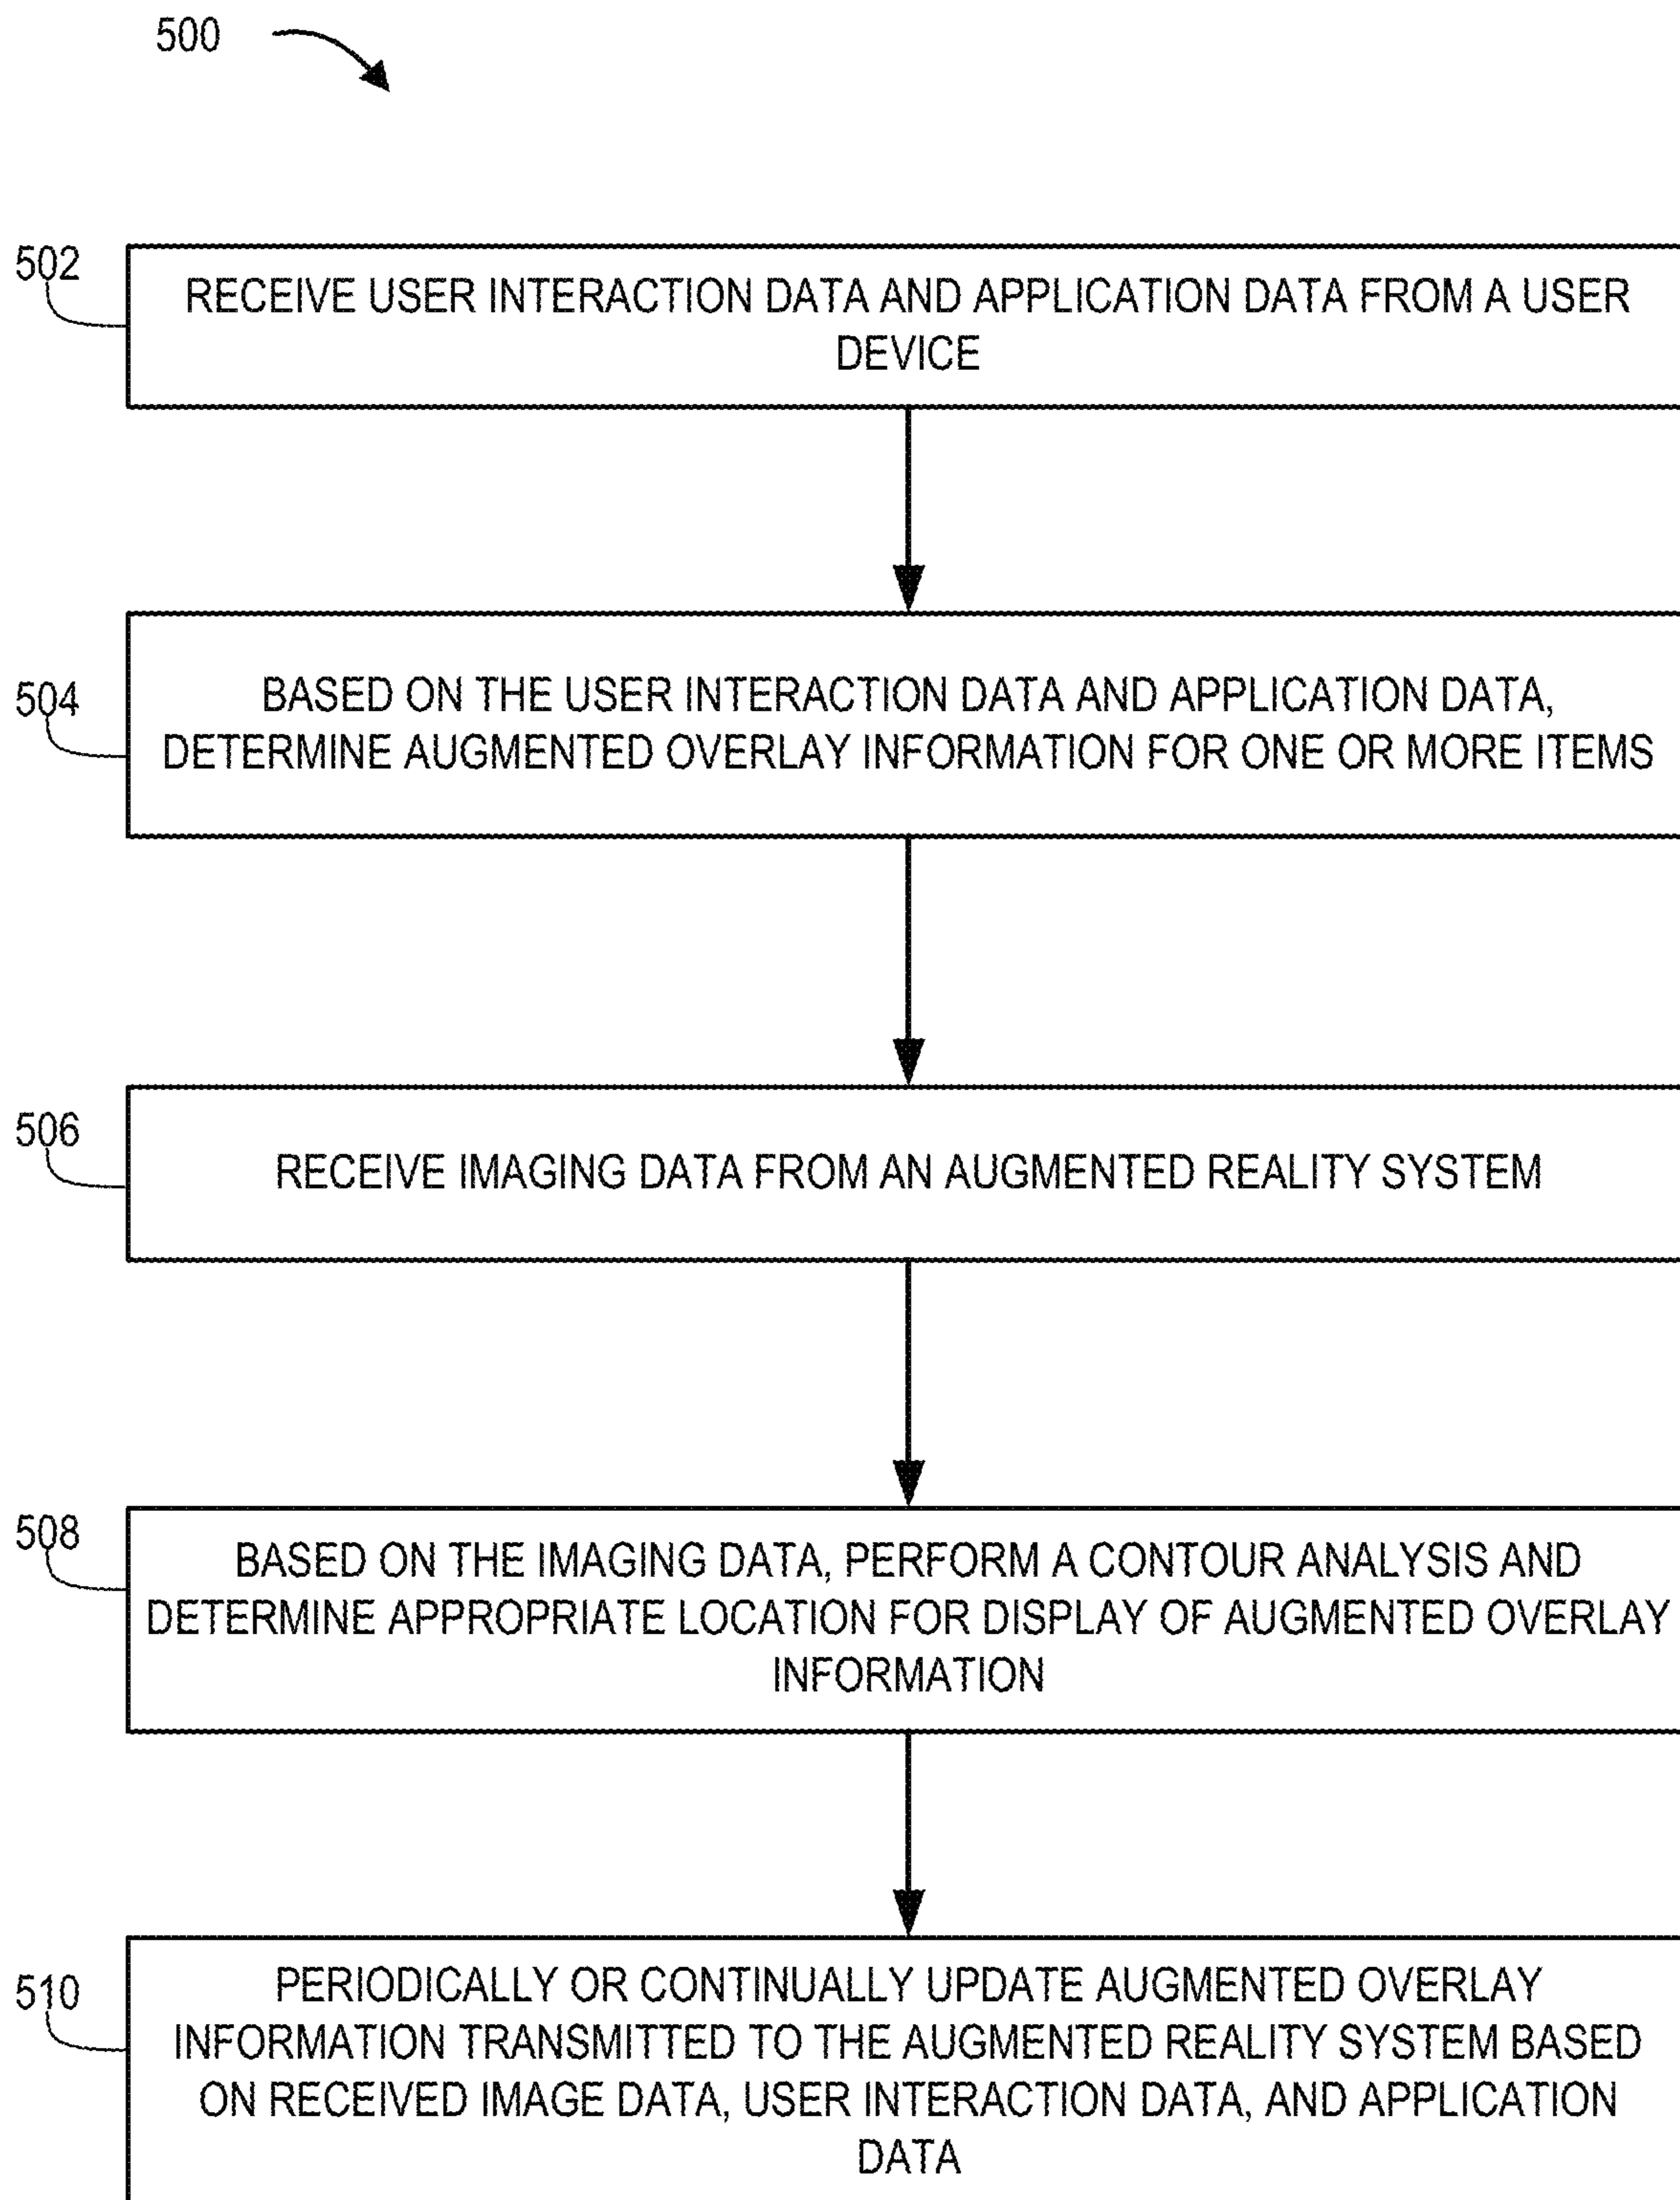 500
502
RECEIVE USER INTERACTION DATA AND APPLICATION DATA FROM A USER
DEVICE
504
BASED ON THE USER INTERACTION DATA AND APPLICATION DATA,
DETERMINE AUGMENTED OVERLAY INFORMATION FOR ONE OR MORE ITEMS
506
RECEIVE IMAGING DATA FROM AN AUGMENTED REALITY SYSTEM
508
BASED ON THE IMAGING DATA, PERFORM A CONTOUR ANALYSIS AND
DETERMINE APPROPRIATE LOCATION FOR DISPLAY OF AUGMENTED OVERLAY
INFORMATION
510
PERIODICALLY OR CONTINUALLY UPDATE AUGMENTED OVERLAY
INFORMATION TRANSMITTED TO THE AUGMENTED REALITY SYSTEM BASED
ON RECEIVED IMAGE DATA, USER INTERACTION DATA, AND APPLICATION
DATA